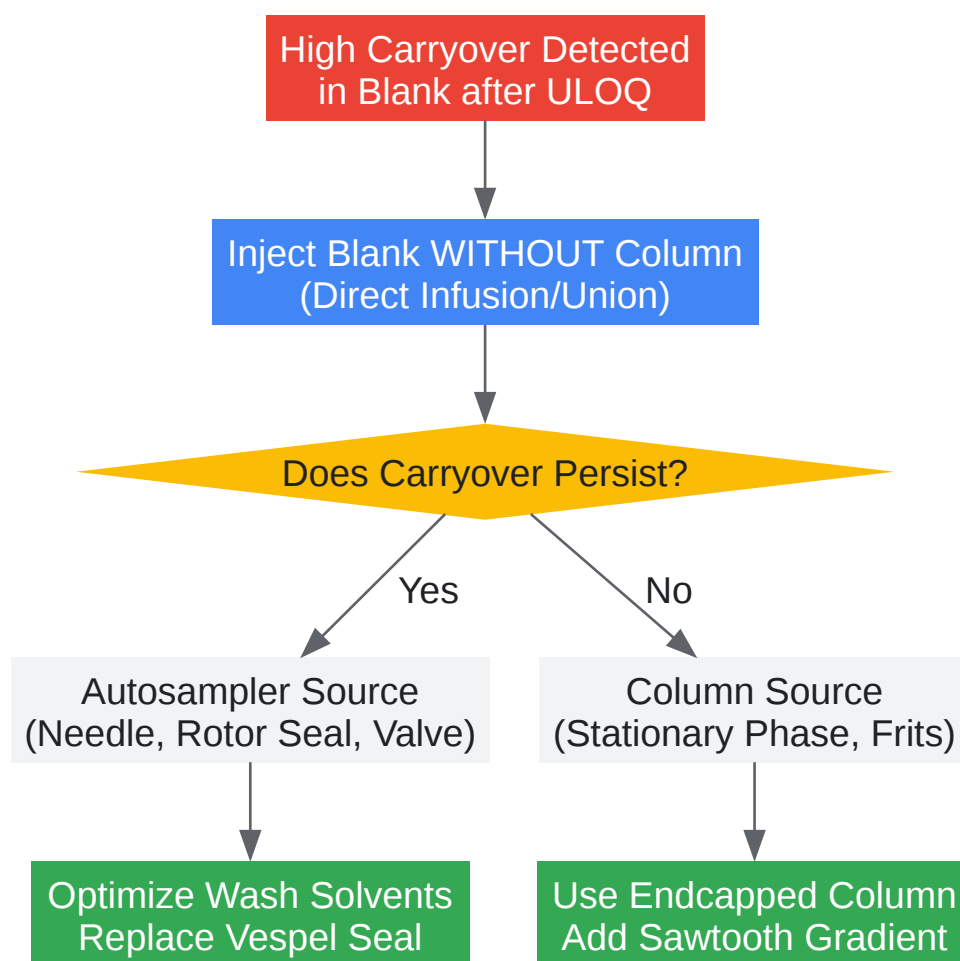 High Carryover Detected
in Blank after ULOQ
Inject Blank WITHOUT Column
(Direct Infusion/Union)
Does Carryover Persist?
Yes
No
Autosampler Source
(Needle, Rotor Seal, Valve)
Column Source
(Stationary Phase, Frits)
Optimize Wash Solvents
Replace Vespel Seal
Use Endcapped Column
Add Sawtooth Gradient